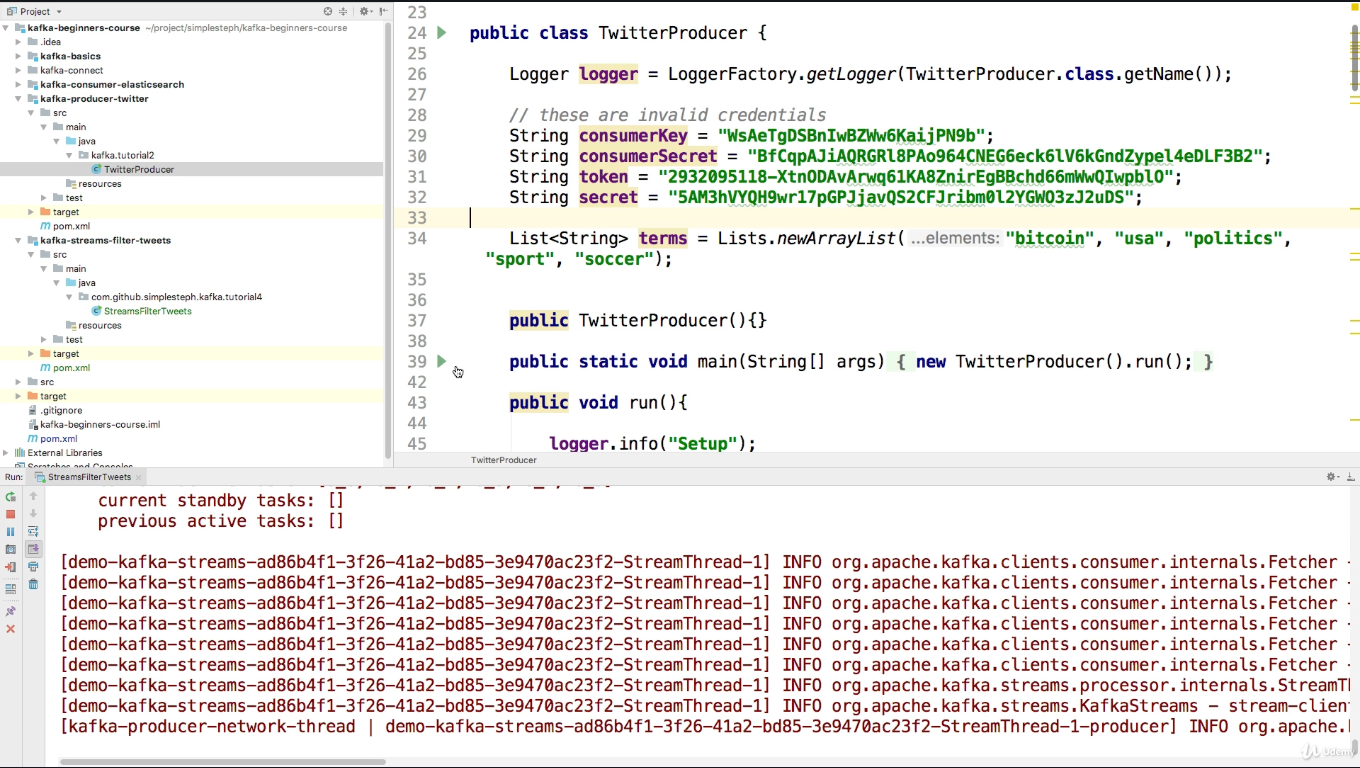 Project
kafka-beginners-course ~/project/simplesteph/kafka-beginners-course
.idea
kafka-basics
kafka-connect
kafka-consumer-elasticsearch
kafka-producer-twitter
src
main
java
kafka.tutorial2
TwitterProducer
resources
test
target
pom.xml
kafka-streams-filter-tweets
src
main
java
com.github.simplesteph.kafka.tutorial4
StreamsFilterTweets
resources
test
target
pom.xml
src
target
.gitignore
kafka-beginners-course.iml
pom.xml
External Libraries
Scratches and Consoles
23
24 public class TwitterProducer {
25
26 Logger logger = LoggerFactory.getLogger(TwitterProducer.class.getName());
27
28 // these are invalid credentials
29 String consumerKey = "WsAeTgDSBnIwBZWw6KaijPN9b";
30 String consumerSecret = "BfCqpAJiAQRGRl8PAo964CNEG6eck6lV6kGndZypel4eDLF3B2";
31 String token = "2932095118-XtnODAvArwq61KA8ZnirEgBBchd66mWwQIwpblO";
32 String secret = "5AM3hVYQH9wr17pGPJjavQS2CFJribm0l2YGWO3zJ2uDS";
33
34 List<String> terms = Lists.newArrayList(...elements: "bitcoin", "usa", "politics",
"sport", "soccer");
35
36
37 public TwitterProducer(){}
38
39 public static void main(String[] args) { new TwitterProducer().run(); }
42
43 public void run(){
44
45 logger.info("Setup");
TwitterProducer
Run: StreamsFilterTweets
current standby tasks: []
previous active tasks: []
[demo-kafka-streams-ad86b4f1-3f26-41a2-bd85-3e9470ac23f2-StreamThread-1] INFO org.apache.kafka.clients.consumer.internals.Fetcher -
[demo-kafka-streams-ad86b4f1-3f26-41a2-bd85-3e9470ac23f2-StreamThread-1] INFO org.apache.kafka.clients.consumer.internals.Fetcher -
[demo-kafka-streams-ad86b4f1-3f26-41a2-bd85-3e9470ac23f2-StreamThread-1] INFO org.apache.kafka.clients.consumer.internals.Fetcher -
[demo-kafka-streams-ad86b4f1-3f26-41a2-bd85-3e9470ac23f2-StreamThread-1] INFO org.apache.kafka.clients.consumer.internals.Fetcher -
[demo-kafka-streams-ad86b4f1-3f26-41a2-bd85-3e9470ac23f2-StreamThread-1] INFO org.apache.kafka.clients.consumer.internals.Fetcher -
[demo-kafka-streams-ad86b4f1-3f26-41a2-bd85-3e9470ac23f2-StreamThread-1] INFO org.apache.kafka.clients.consumer.internals.Fetcher -
[demo-kafka-streams-ad86b4f1-3f26-41a2-bd85-3e9470ac23f2-StreamThread-1] INFO org.apache.kafka.streams.processor.internals.StreamT
[demo-kafka-streams-ad86b4f1-3f26-41a2-bd85-3e9470ac23f2-StreamThread-1] INFO org.apache.kafka.streams.KafkaStreams - stream-client
[kafka-producer-network-thread | demo-kafka-streams-ad86b4f1-3f26-41a2-bd85-3e9470ac23f2-StreamThread-1-producer] INFO org.apache.
Udemy